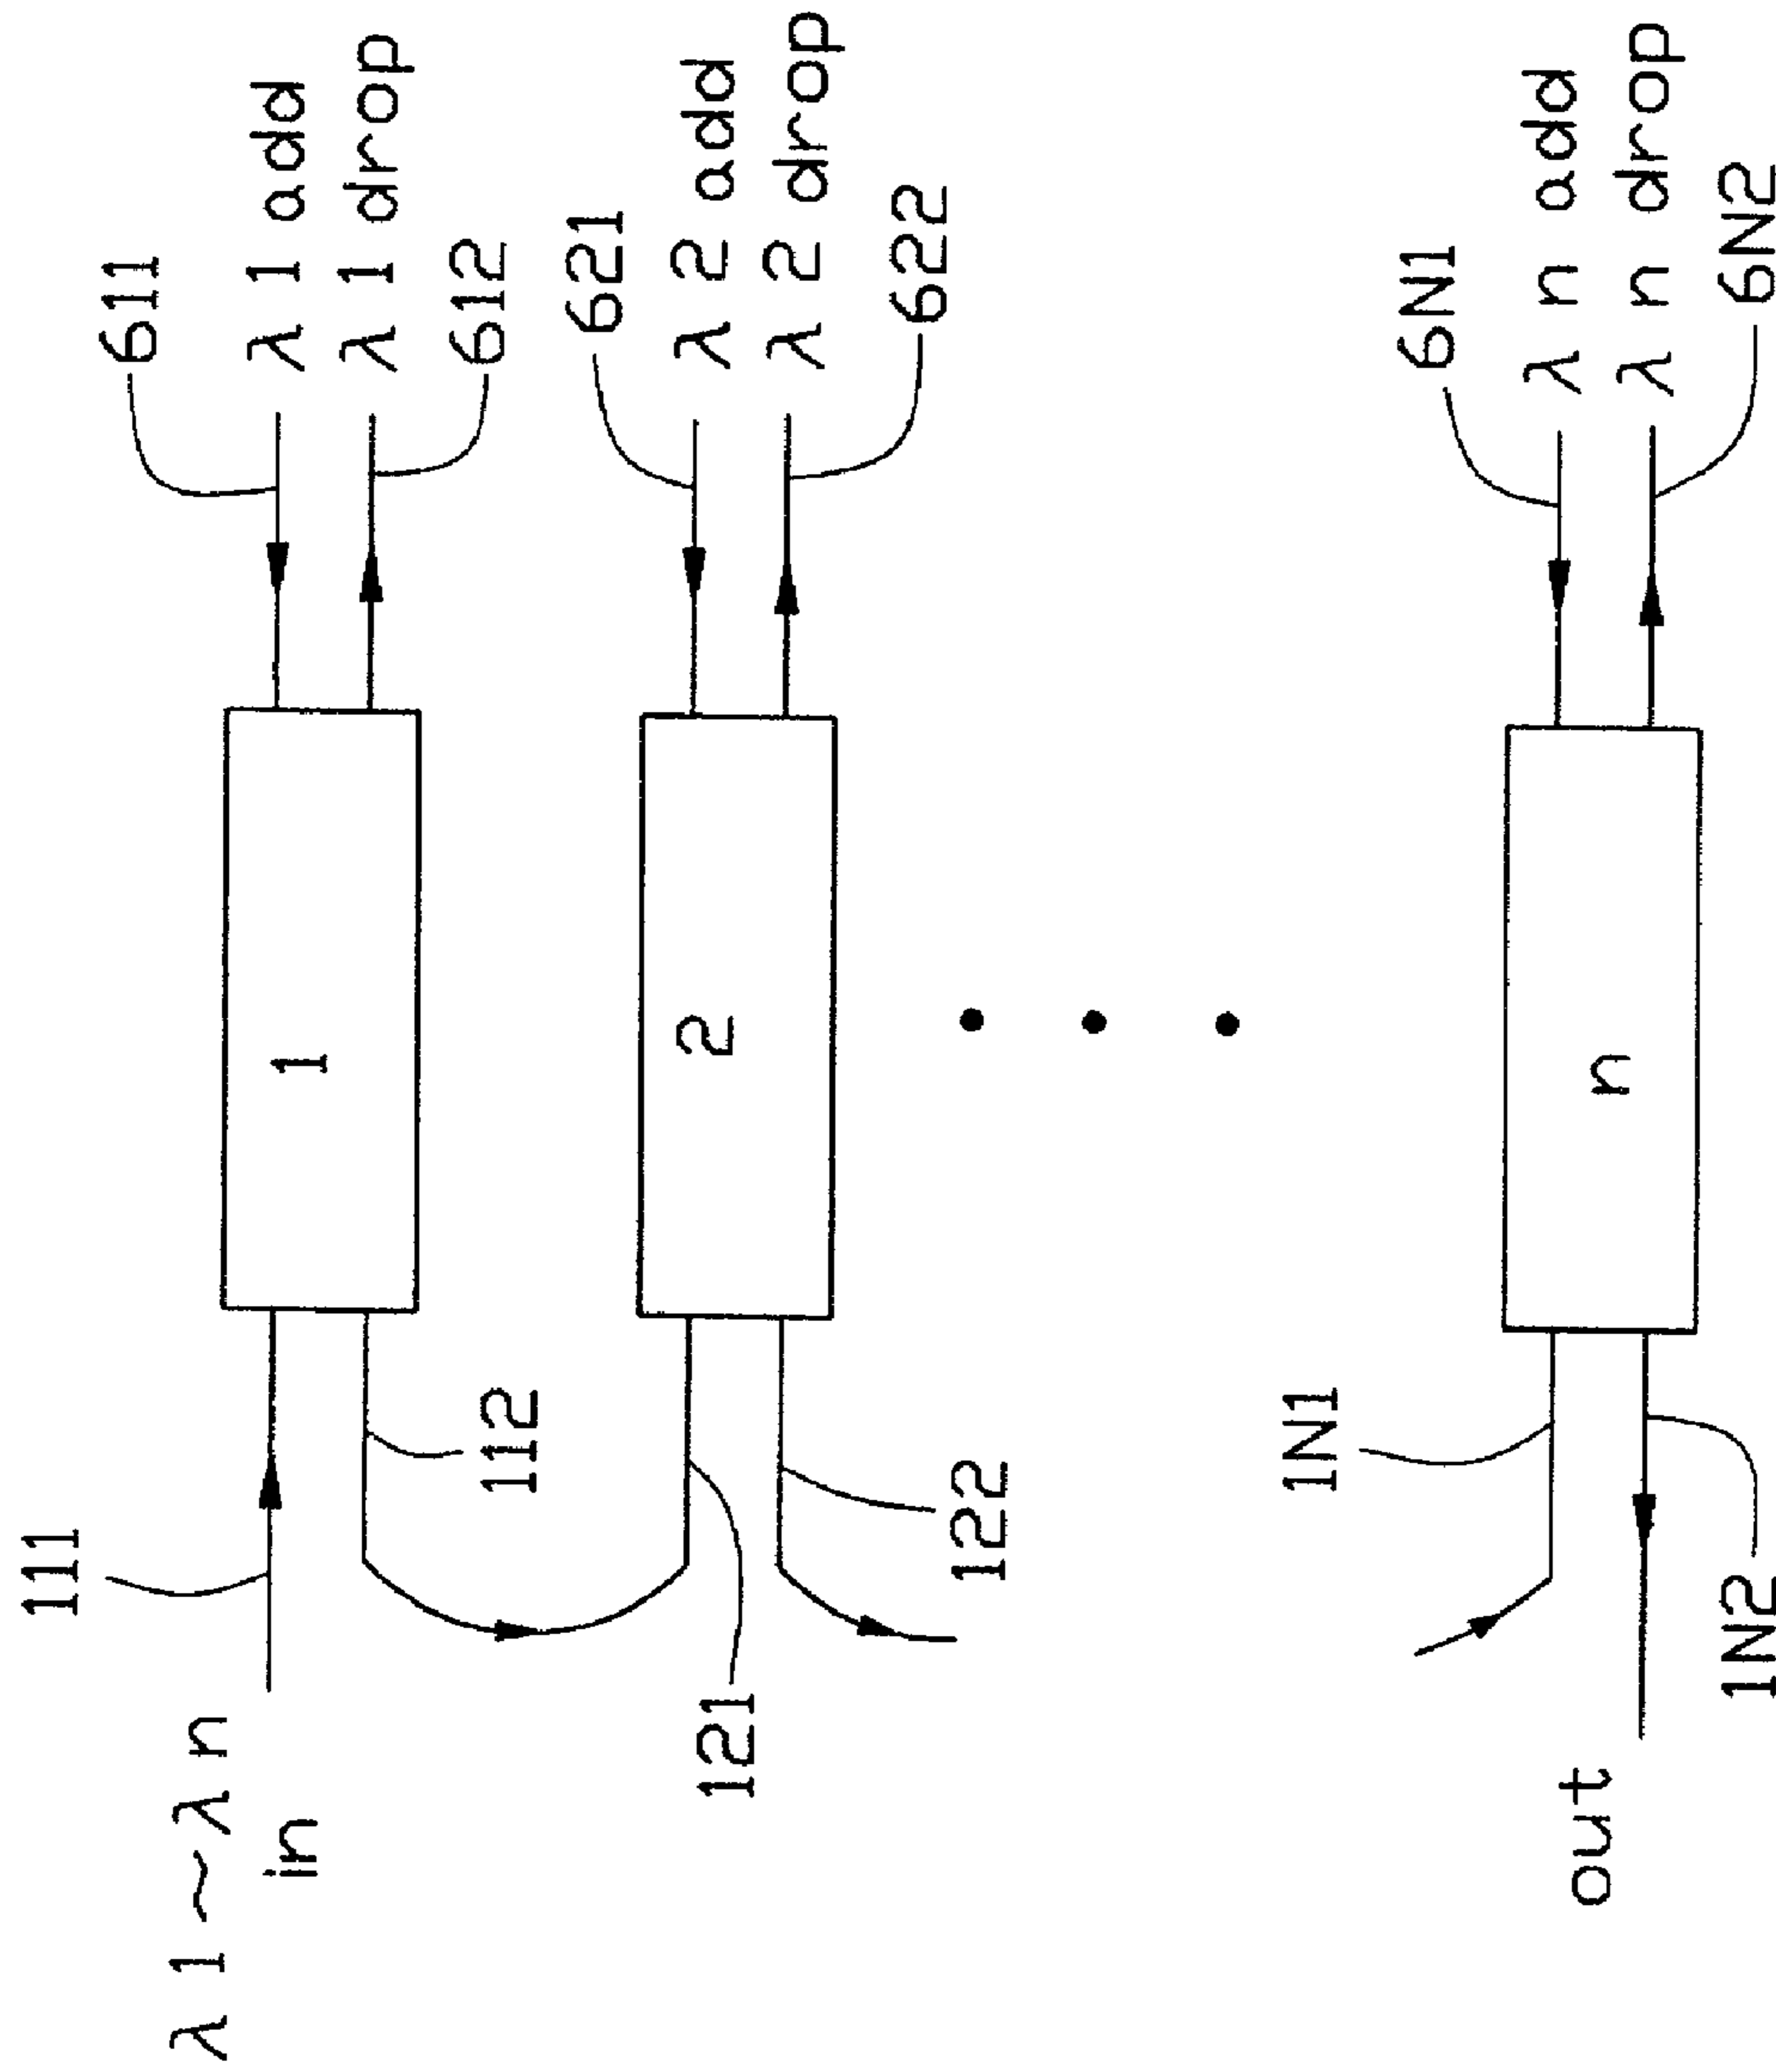 111
λ 1 ~ λ n
in
1
611
λ 1 add
λ 1 drop
612
112
621
2
λ 2 add
λ 2 drop
622
121
122
1N1
6N1
n
λ n add
λ n drop
6N2
out
1N2